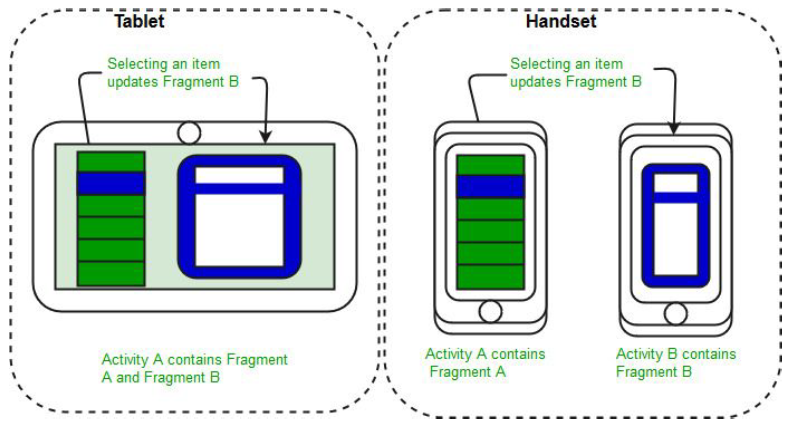 Tablet
Selecting an item
updates Fragment B
Activity A contains Fragment
A and Fragment B
Handset
Selecting an item
updates Fragment B
Activity A contains
Fragment A
Activity B contains
Fragment B